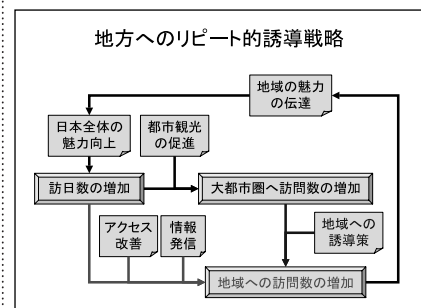 地方へのリピート的誘導戦略
地域の魅力
の伝達
日本全体の
魅力向上
都市観光
の促進
訪日数の増加
大都市圏へ訪問数の増加
アクセス
改善
情報
発信
地域への
誘導策
地域への訪問数の増加